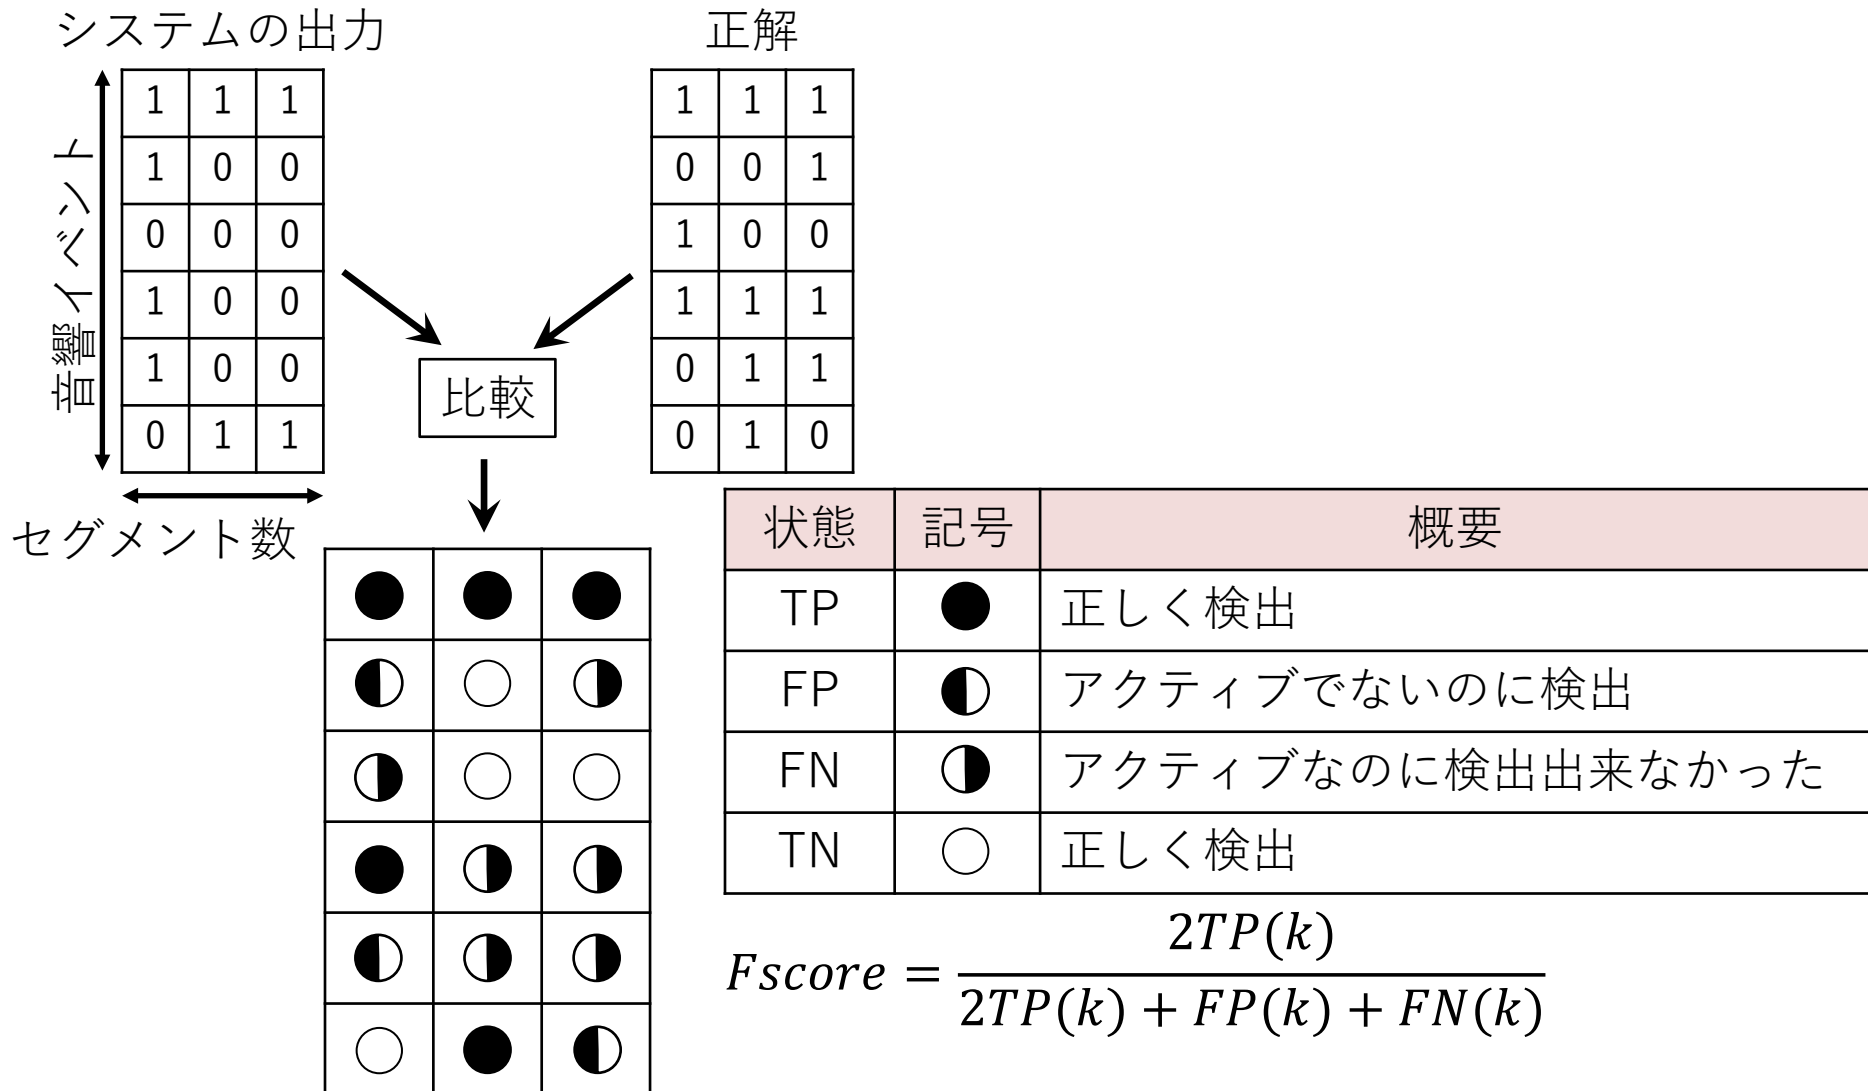 システムの出力
正解
音響イベント
1 1 1
1 0 0
0 0 0
1 0 0
1 0 0
0 1 1
セグメント数
1 1 1
0 0 1
1 0 0
1 1 1
0 1 1
0 1 0
比較
状態 記号 概要
TP ● 正しく検出
FP ◐ アクティブでないのに検出
FN ◑ アクティブなのに検出出来なかった
TN ○ 正しく検出
Fscore = 2TP(k) / 2TP(k) + FP(k) + FN(k)